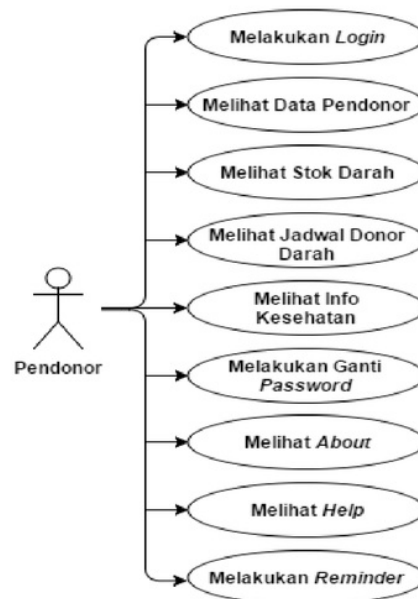 Melakukan Login
Melihat Data Pendonor
Melihat Stok Darah
Melihat Jadwal Donor
Darah
Melihat Info
Kesehatan
Pendonor
Melakukan Ganti
Password
Melihat About
Melihat Help
Melakukan Reminder